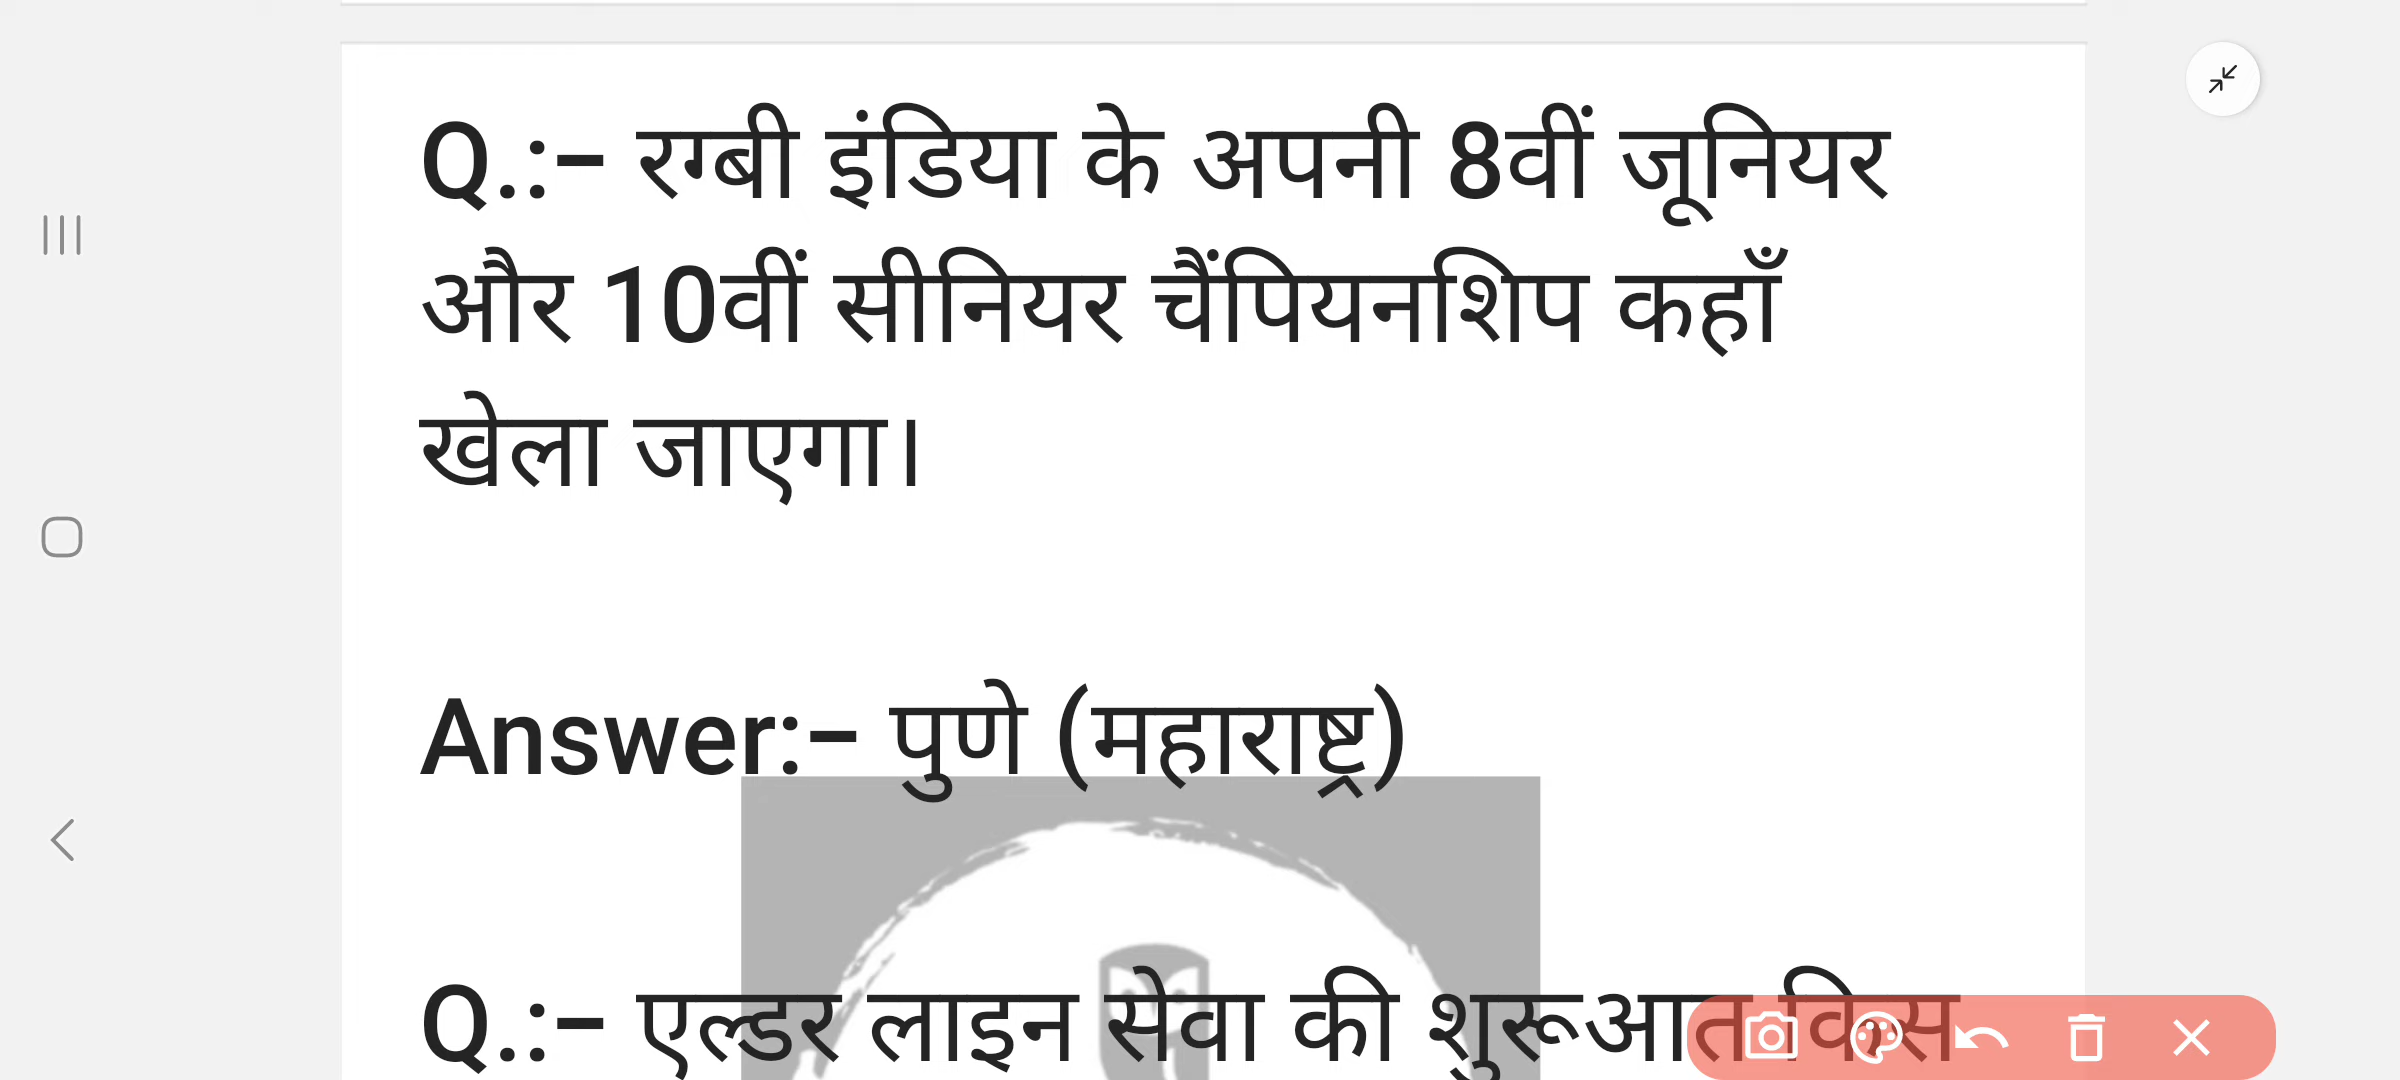 Q.:– रग्बी इंडिया के अपनी 8वीं जूनियर
और 10वीं सीनियर चैंपियनशिप कहाँ
खेला जाएगा।
Answer:– पुणे (महाराष्ट्र)
Q.:– एल्डर लाइन सेवा की शुरूआत किस